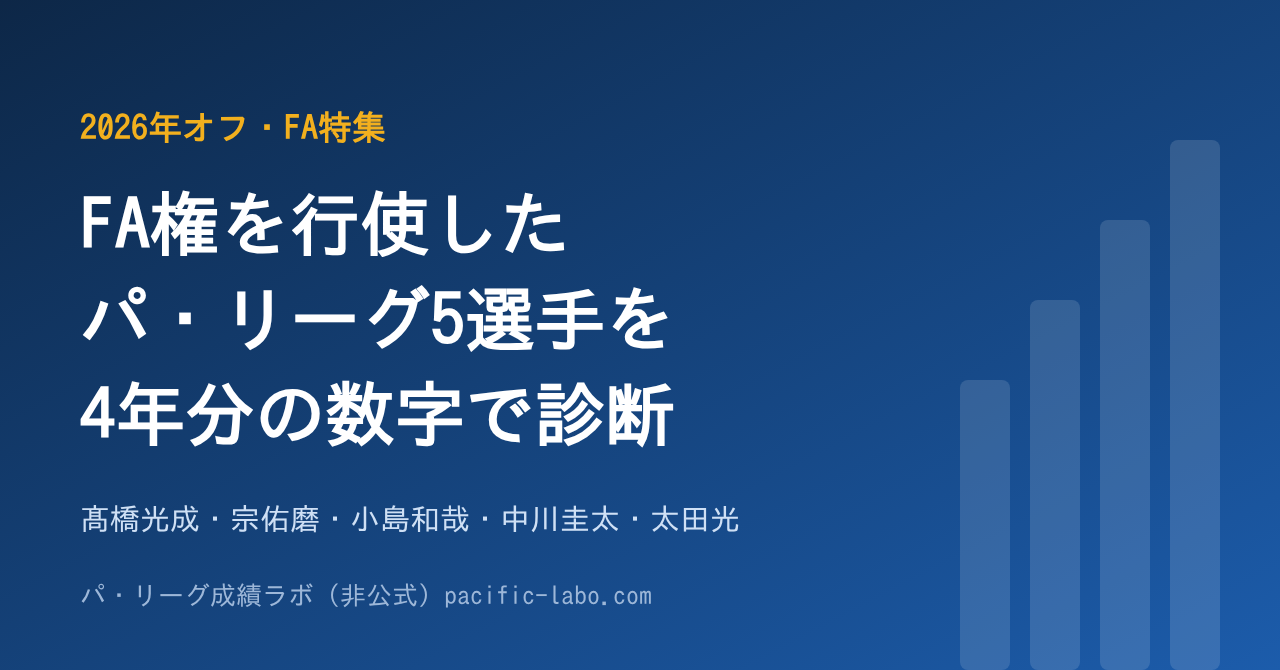 2026年オフ・FA特集
FA権を行使した
パ・リーグ5選手を
4年分の数字で診断
髙橋光成・宗佑磨・小島和哉・中川圭太・太田光
パ・リーグ成績ラボ（非公式）pacific-labo.com